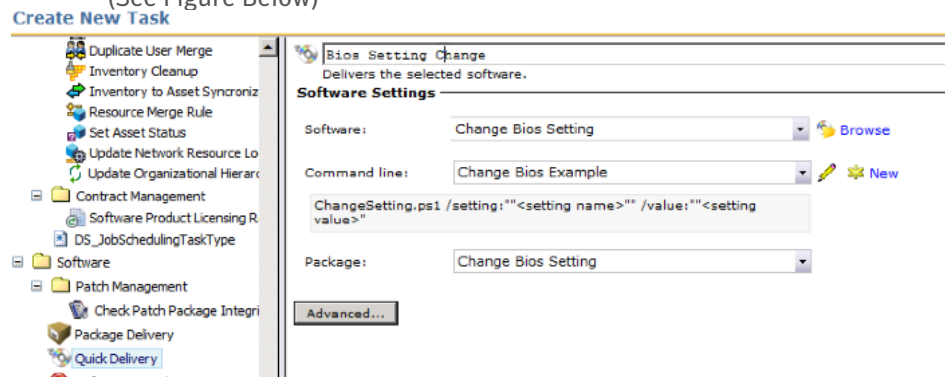 (See Figure Below)
Create New Task
Duplicate User Merge
Inventory Cleanup
Inventory to Asset Syncroniz
Resource Merge Rule
Set Asset Status
Update Network Resource Lo
Update Organizational Hierarc
Contract Management
Software Product Licensing R
DS_JobSchedulingTaskType
Software
Patch Management
Check Patch Package Integri
Package Delivery
Quick Delivery
Bios Setting Change
Delivers the selected software.
Software Settings
Software: Change Bios Setting Browse
Command line: Change Bios Example New
ChangeSetting.ps1 /setting:""<setting name>"" /value:""<setting
value>"
Package: Change Bios Setting
Advanced...